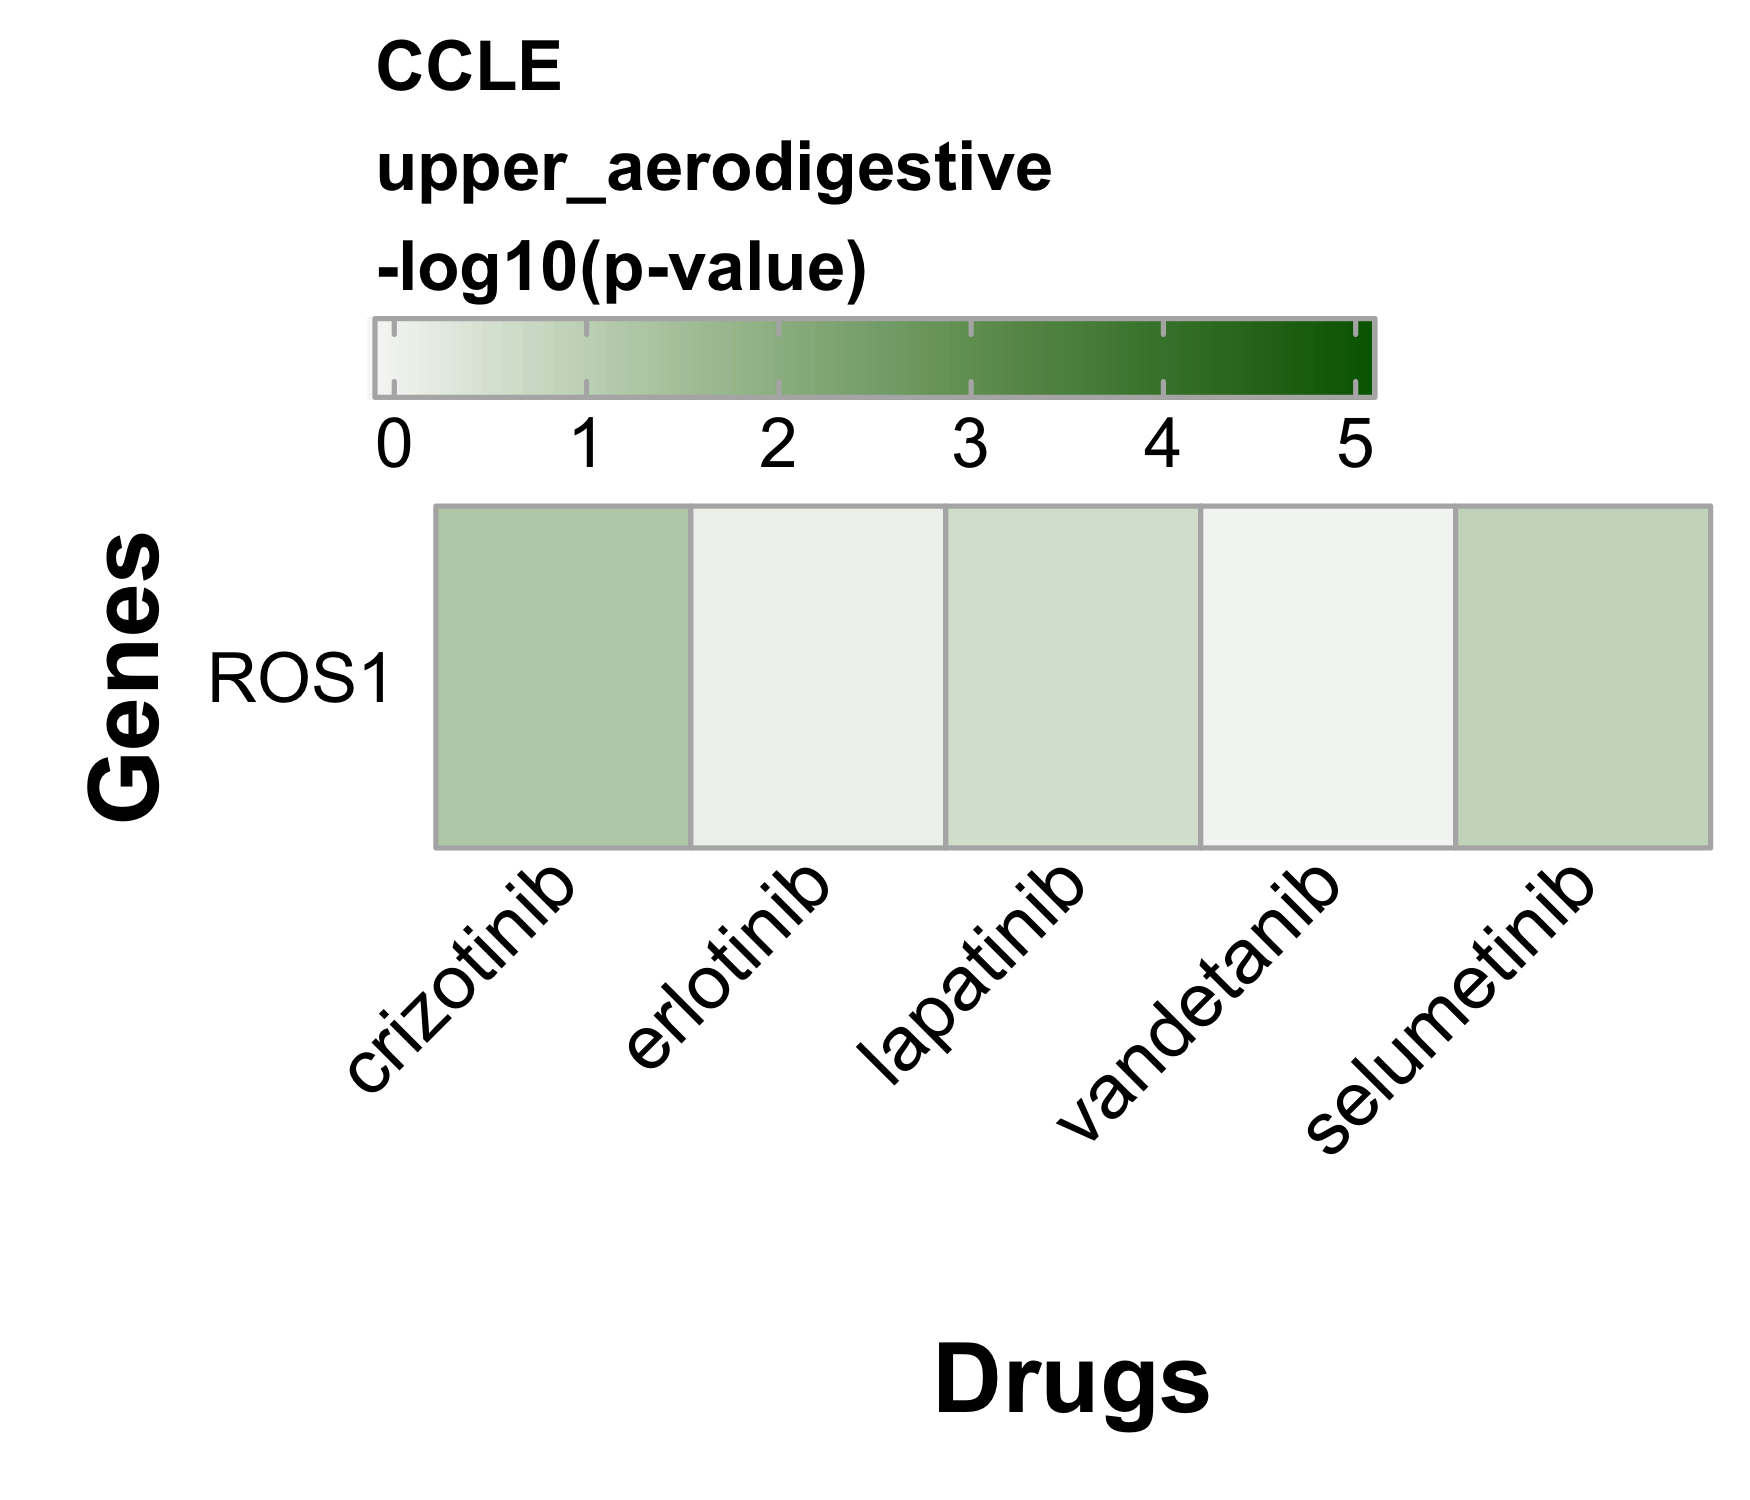 CCLE
upper_aerodigestive
-log10(p-value)
0 1 2 3 4 5
Genes
ROS1
crizotinib
erlotinib
lapatinib
vandetanib
selumetinib
Drugs